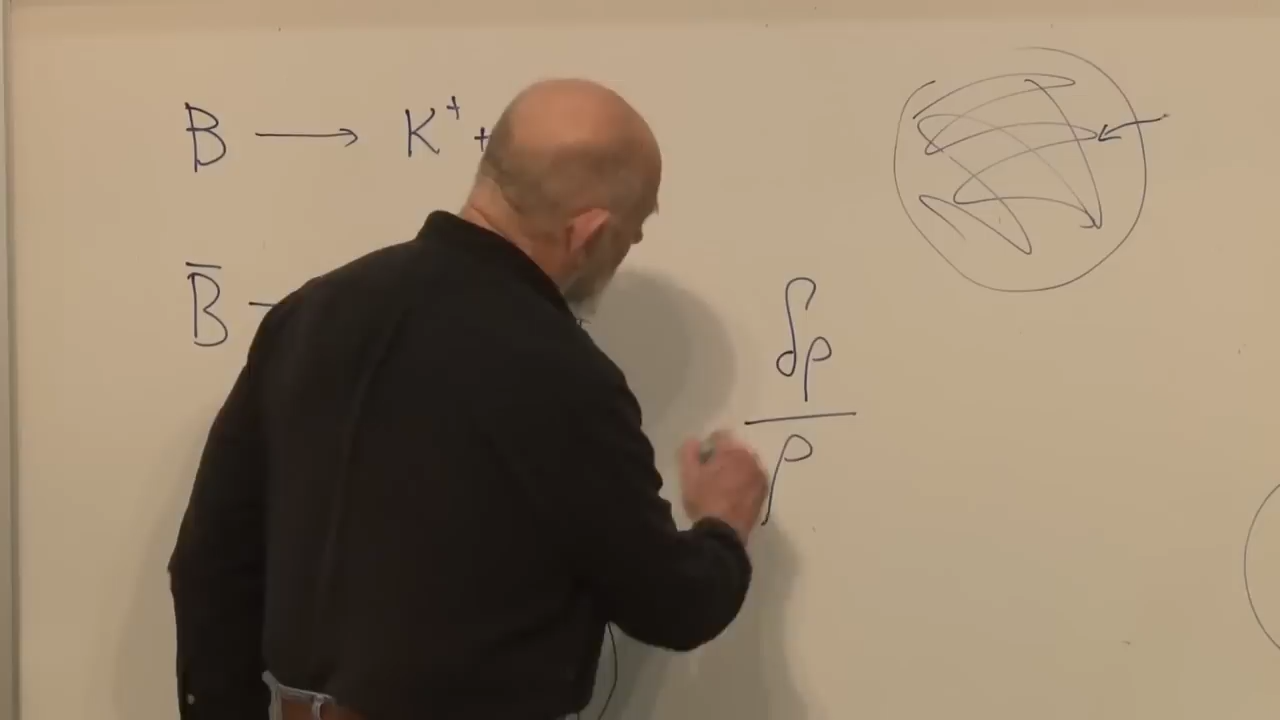 B → K⁺ +
B̅ —
δρ
ρ